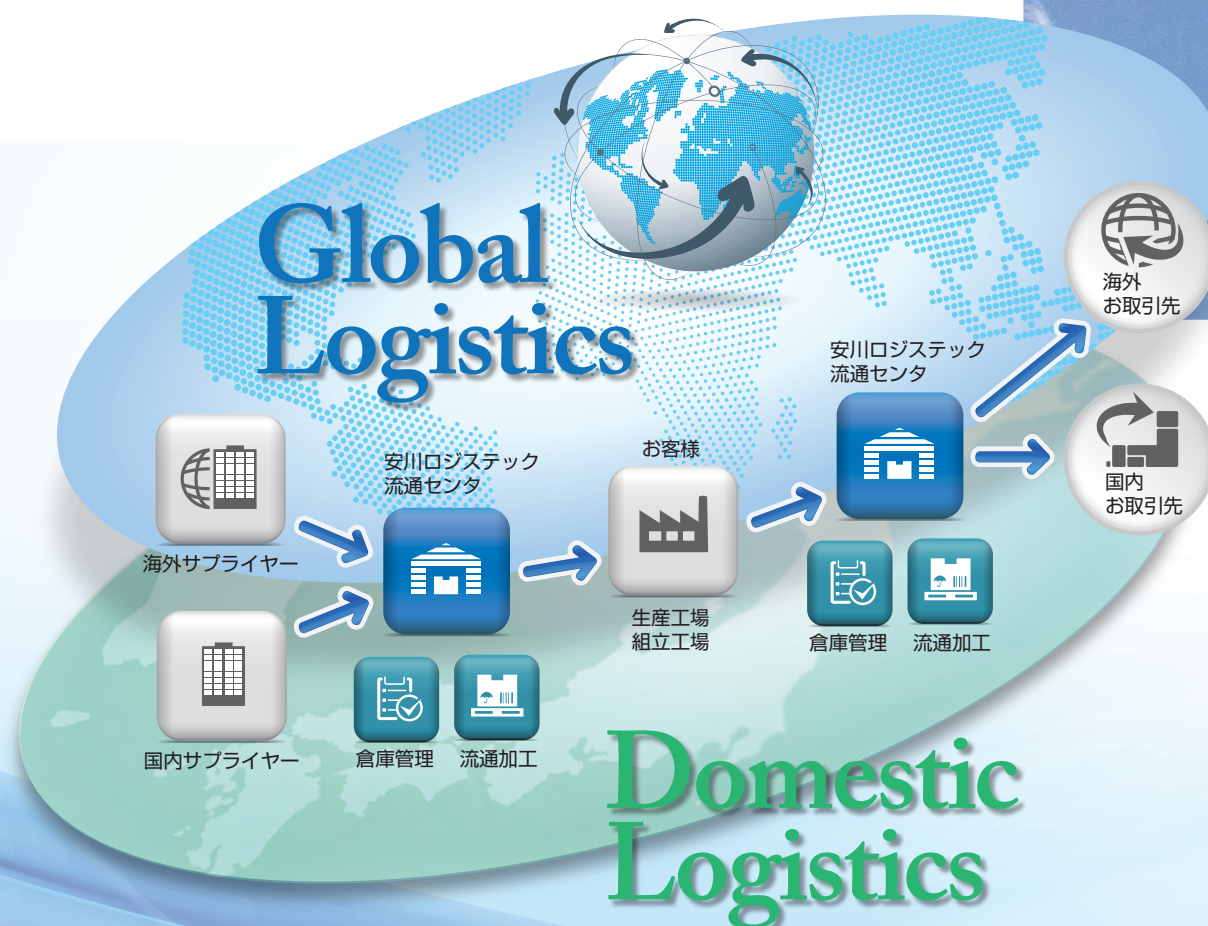 Global
Logistics
海外
お取引先
安川ロジステック
流通センタ
国内
お取引先
お客様
安川ロジステック
流通センタ
海外サプライヤー
生産工場
組立工場
倉庫管理
流通加工
国内サプライヤー
倉庫管理
流通加工
Domestic
Logistics